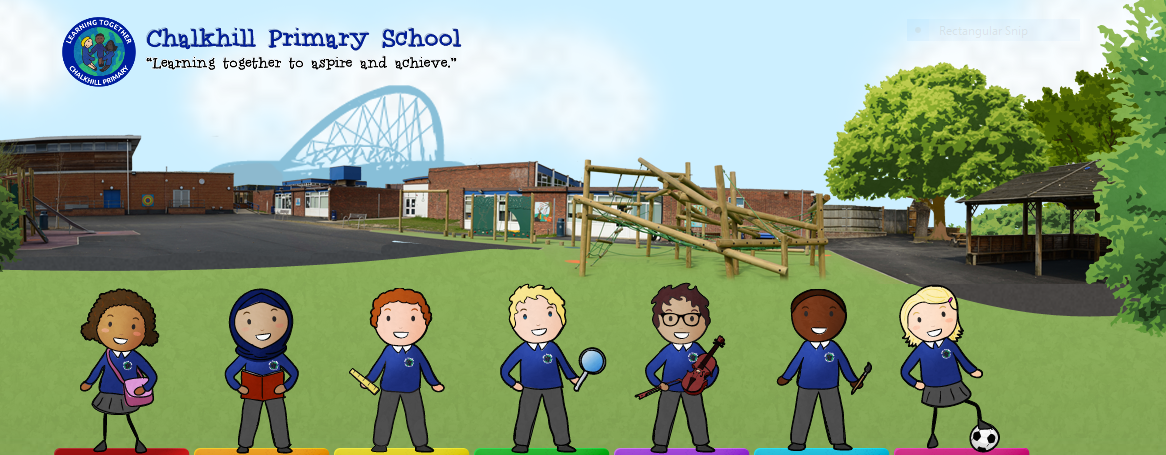 LEARNING TOGETHER
CHALKHILL PRIMARY
Chalkhill Primary School
“Learning together to aspire and achieve.”
Rectangular Snip